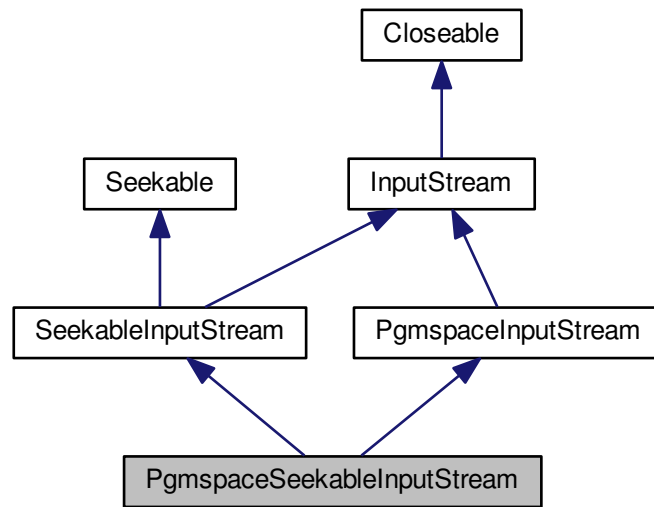 Closeable
Seekable
InputStream
SeekableInputStream
PgmspaceInputStream
PgmspaceSeekableInputStream